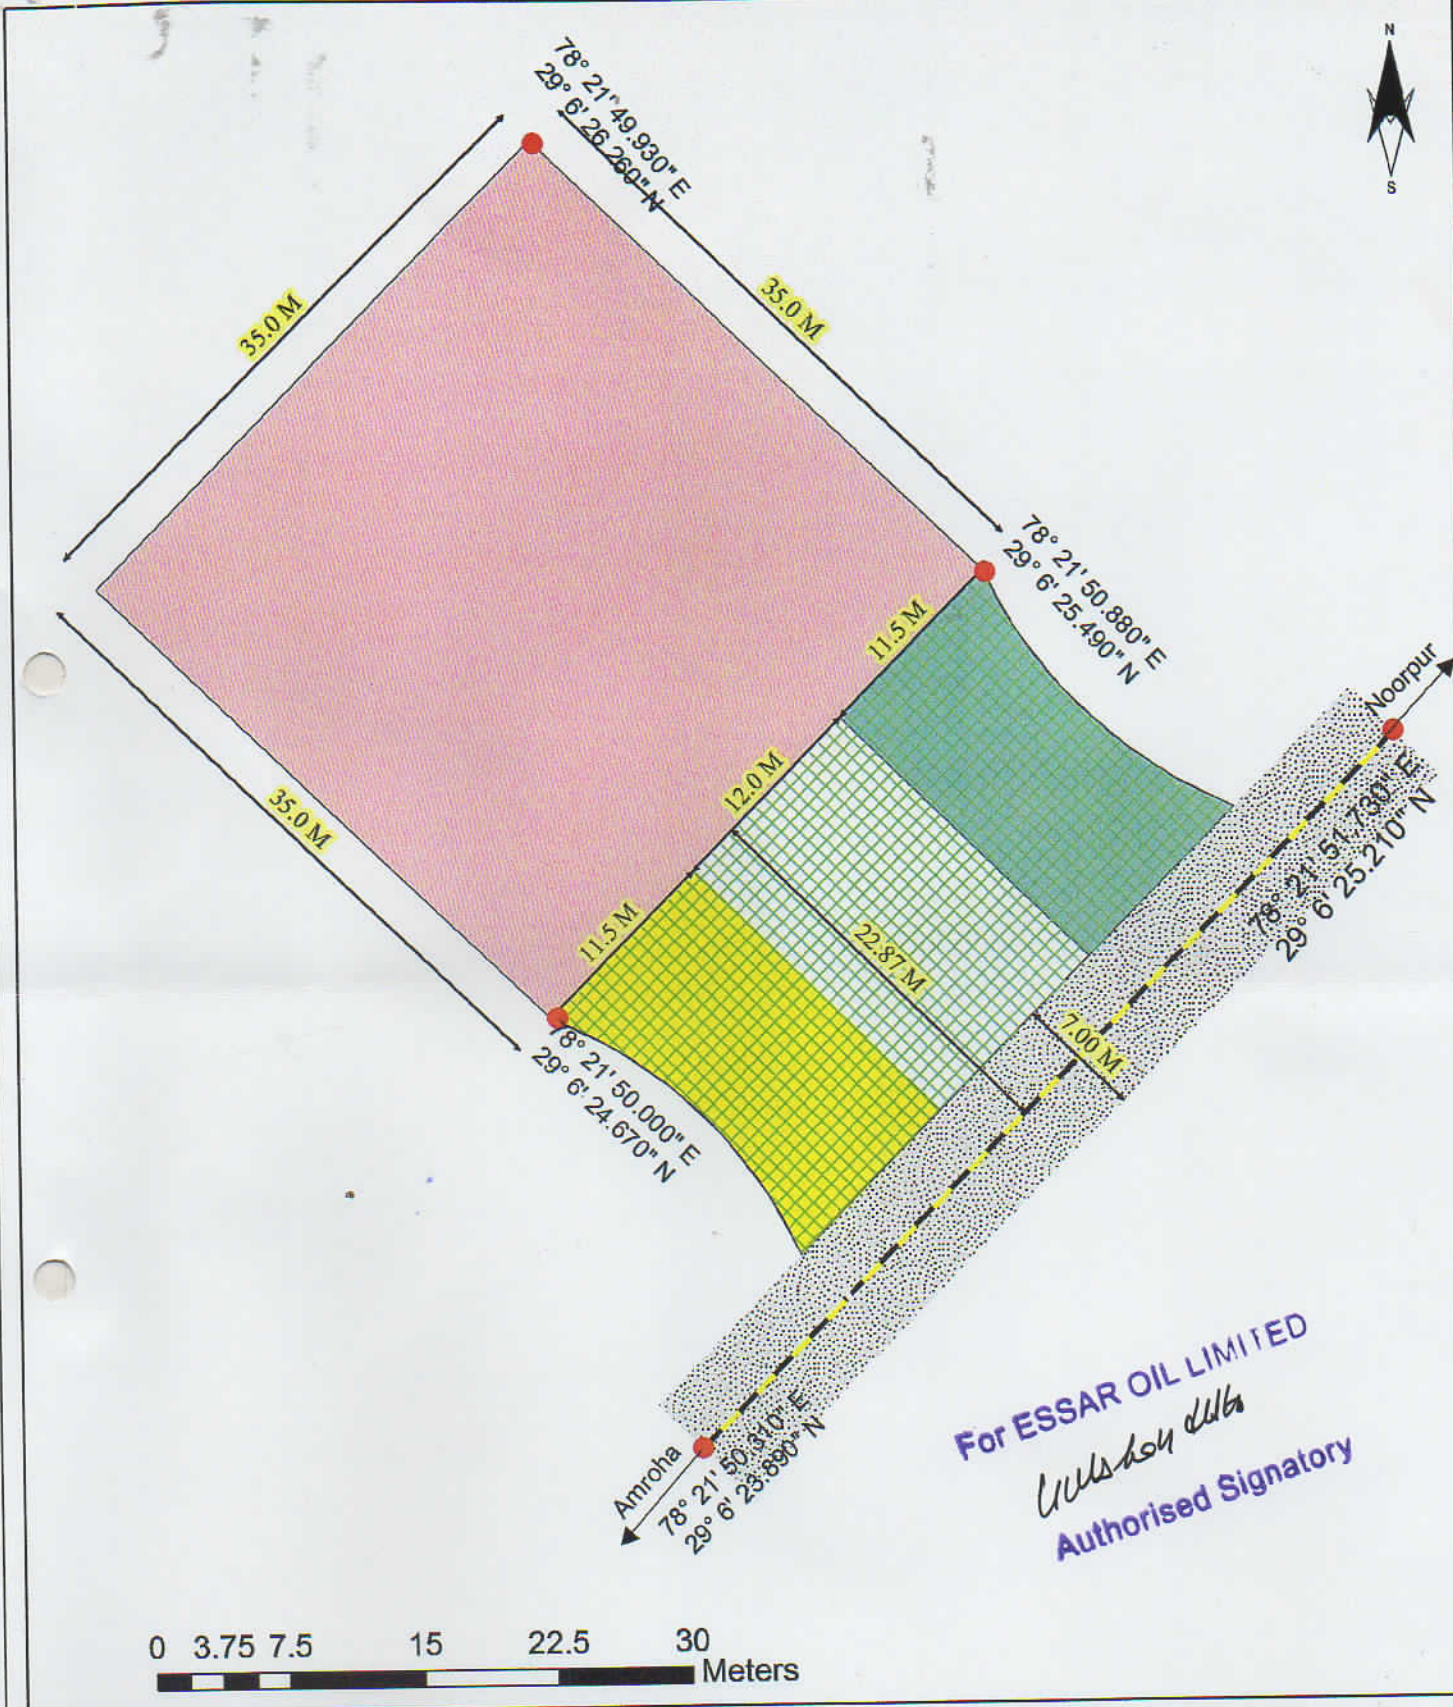 N
S
78° 21' 49.930" E
29° 6' 26.260" N
35.0 M
35.0 M
78° 21' 50.880" E
29° 6' 25.490" N
11.5 M
Noorpur
12.0 M
78° 21' 51.730" E
29° 6' 25.210" N
35.0 M
11.5 M
22.87 M
7.00 M
78° 21' 50.000" E
29° 6' 24.670" N
Amroha
78° 21' 50.310" E
29° 6' 23.890" N
For ESSAR OIL LIMITED
Authorised Signatory
0 3.75 7.5 15 22.5 30
Meters